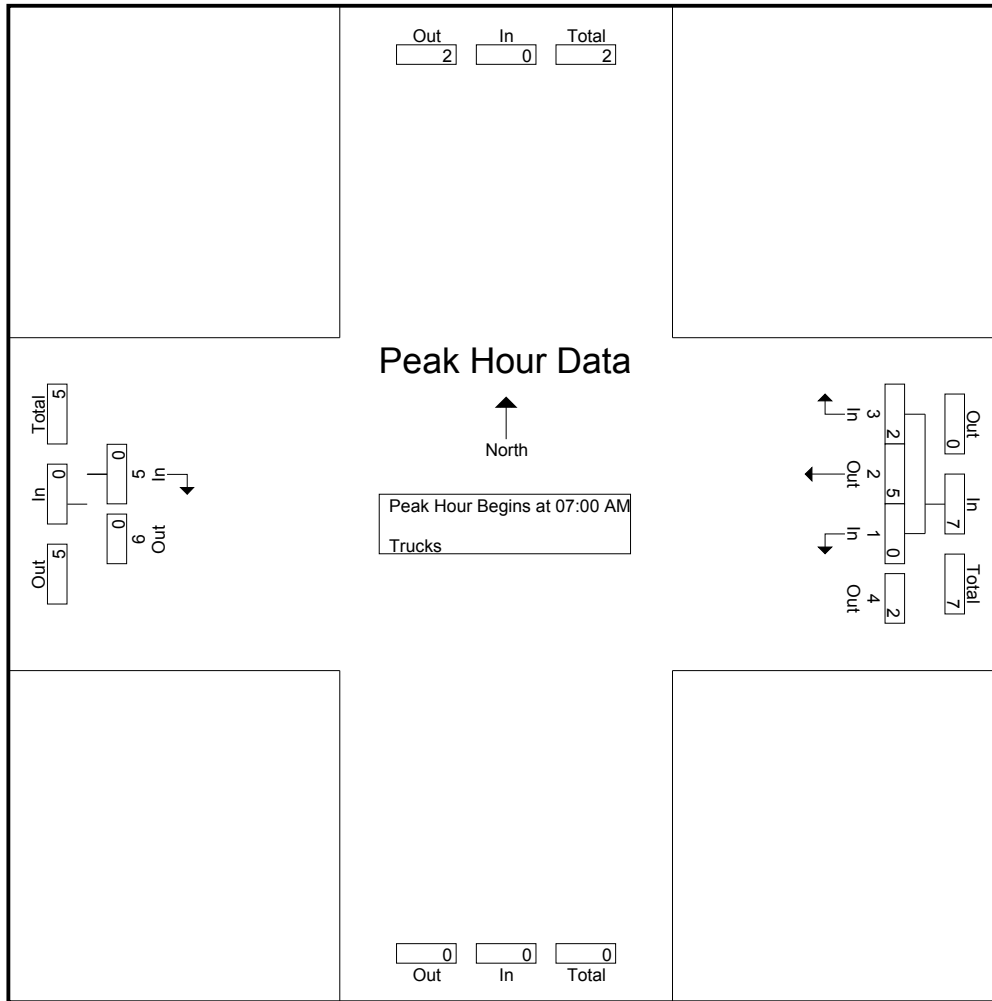 Out In Total
2 0 2
Peak Hour Data
North
Peak Hour Begins at 07:00 AM
Trucks
Total In Out
5 0 5
In 5 Out 6
0 0
Out In Total
0 7 7
3 In 2 Out 1 In 4 Out
2 5 0 2
0 0 0
Out In Total